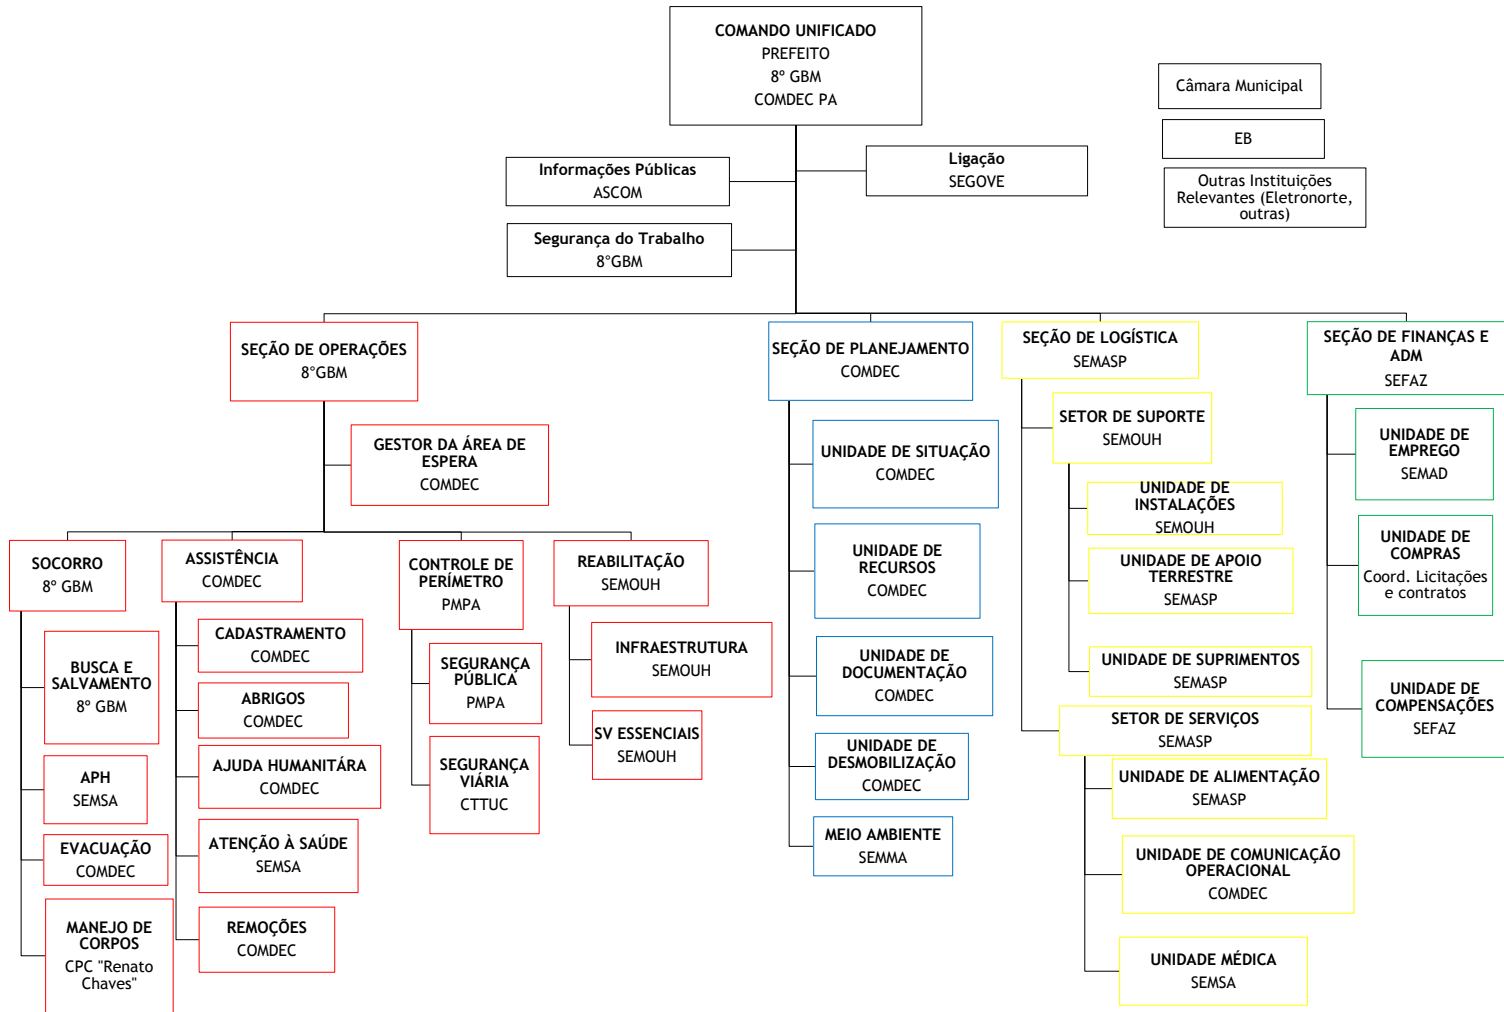 COMANDO UNIFICADO
PREFEITO
8º GBM
COMDEC PA
Câmara Municipal
EB
Outras Instituições
Relevantes (Eletronorte,
outras)
Informações Públicas
ASCOM
Ligação
SEGOVE
Segurança do Trabalho
8°GBM
SEÇÃO DE OPERAÇÕES
8°GBM
GESTOR DA ÁREA DE
ESPERA
COMDEC
SOCORRO
8º GBM
BUSCA E
SALVAMENTO
8º GBM
APH
SEMSA
EVACUAÇÃO
COMDEC
MANEJO DE
CORPOS
CPC "Renato
Chaves"
ASSISTÊNCIA
COMDEC
CADASTRAMENTO
COMDEC
ABRIGOS
COMDEC
AJUDA HUMANITÁRA
COMDEC
ATENÇÃO À SAÚDE
SEMSA
REMOÇÕES
COMDEC
CONTROLE DE
PERÍMETRO
PMPA
SEGURANÇA
PÚBLICA
PMPA
SEGURANÇA
VIÁRIA
CTTUC
REABILITAÇÃO
SEMOUH
INFRAESTRUTURA
SEMOUH
SV ESSENCIAIS
SEMOUH
SEÇÃO DE PLANEJAMENTO
COMDEC
UNIDADE DE SITUAÇÃO
COMDEC
UNIDADE DE
RECURSOS
COMDEC
UNIDADE DE
DOCUMENTAÇÃO
COMDEC
UNIDADE DE
DESMOBILIZAÇÃO
COMDEC
MEIO AMBIENTE
SEMMA
SEÇÃO DE LOGÍSTICA
SEMASP
SETOR DE SUPORTE
SEMOUH
UNIDADE DE
INSTALAÇÕES
SEMOUH
UNIDADE DE APOIO
TERRESTRE
SEMASP
UNIDADE DE SUPRIMENTOS
SEMASP
SETOR DE SERVIÇOS
SEMASP
UNIDADE DE ALIMENTAÇÃO
SEMASP
UNIDADE DE COMUNICAÇÃO
OPERACIONAL
COMDEC
UNIDADE MÉDICA
SEMSA
SEÇÃO DE FINANÇAS E
ADM
SEFAZ
UNIDADE DE
EMPREGO
SEMAD
UNIDADE DE
COMPRAS
Coord. Licitações
e contratos
UNIDADE DE
COMPENSAÇÕES
SEFAZ